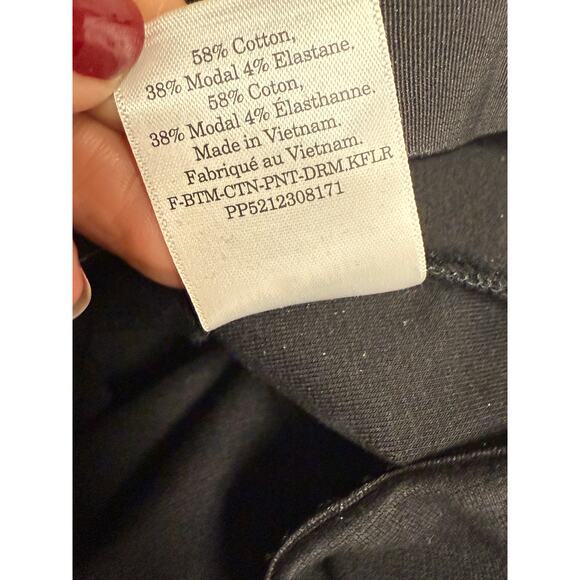 58% Cotton,
38% Modal 4% Elastane.
58% Coton,
38% Modal 4% Élasthanne.
Made in Vietnam.
Fabriqué au Vietnam.
F-BTM-CTN-PNT-DRM.KFLR
PP5212308171